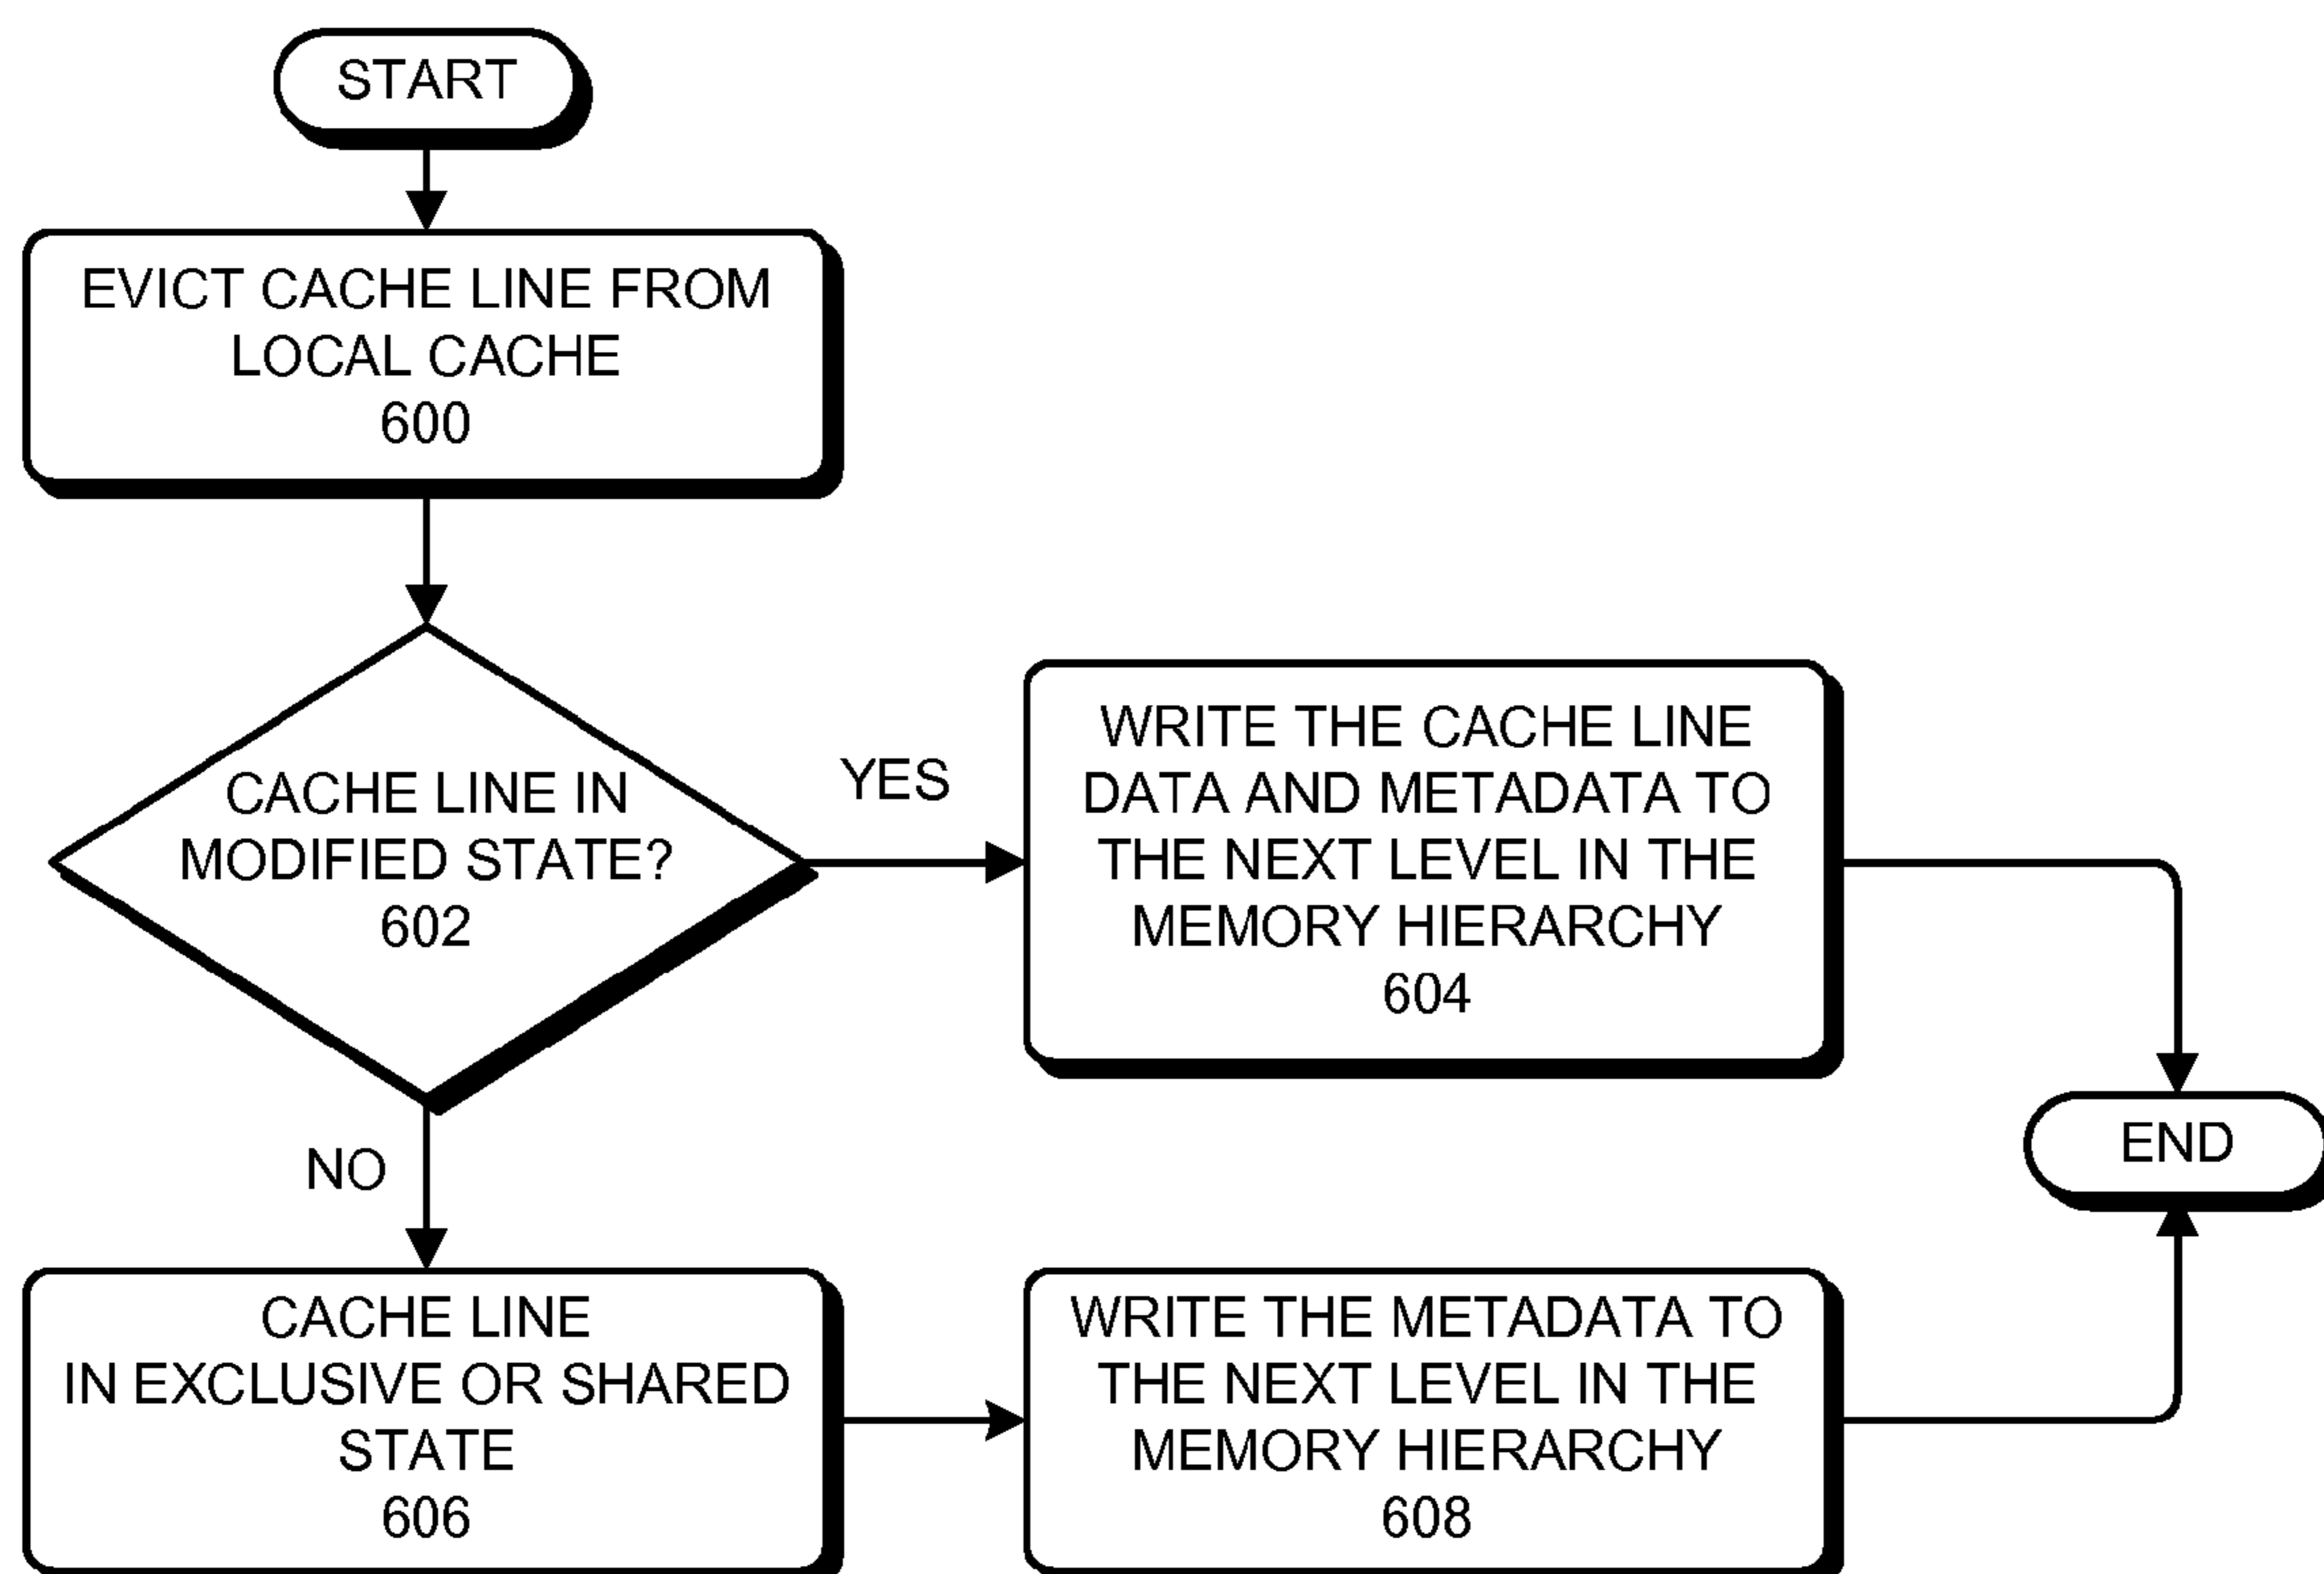 START
EVICT CACHE LINE FROM
LOCAL CACHE
600
CACHE LINE IN
MODIFIED STATE?
602
YES
WRITE THE CACHE LINE
DATA AND METADATA TO
THE NEXT LEVEL IN THE
MEMORY HIERARCHY
604
END
NO
CACHE LINE
IN EXCLUSIVE OR SHARED
STATE
606
WRITE THE METADATA TO
THE NEXT LEVEL IN THE
MEMORY HIERARCHY
608